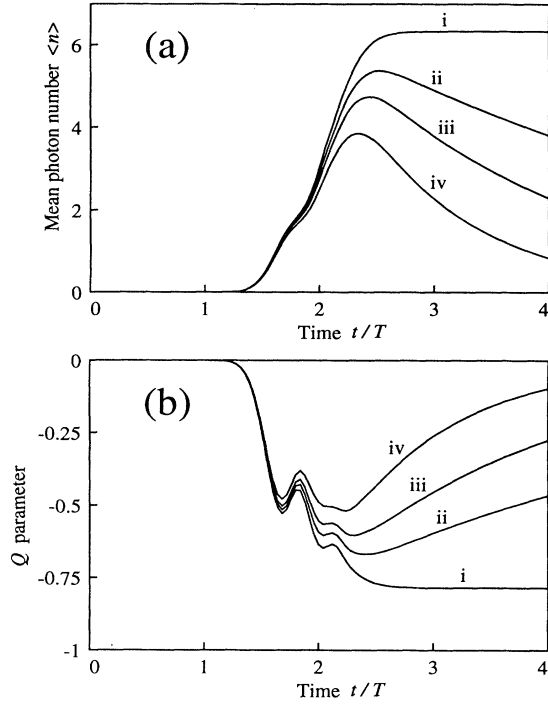 6
(a)
i
ii
4
iii
2
iv
0
Mean photon number <n>
0 1 2 3 4
Time t/T
0
(b)
-0.25
iv
iii
-0.5
ii
-0.75
i
-1
Q parameter
0 1 2 3 4
Time t/T